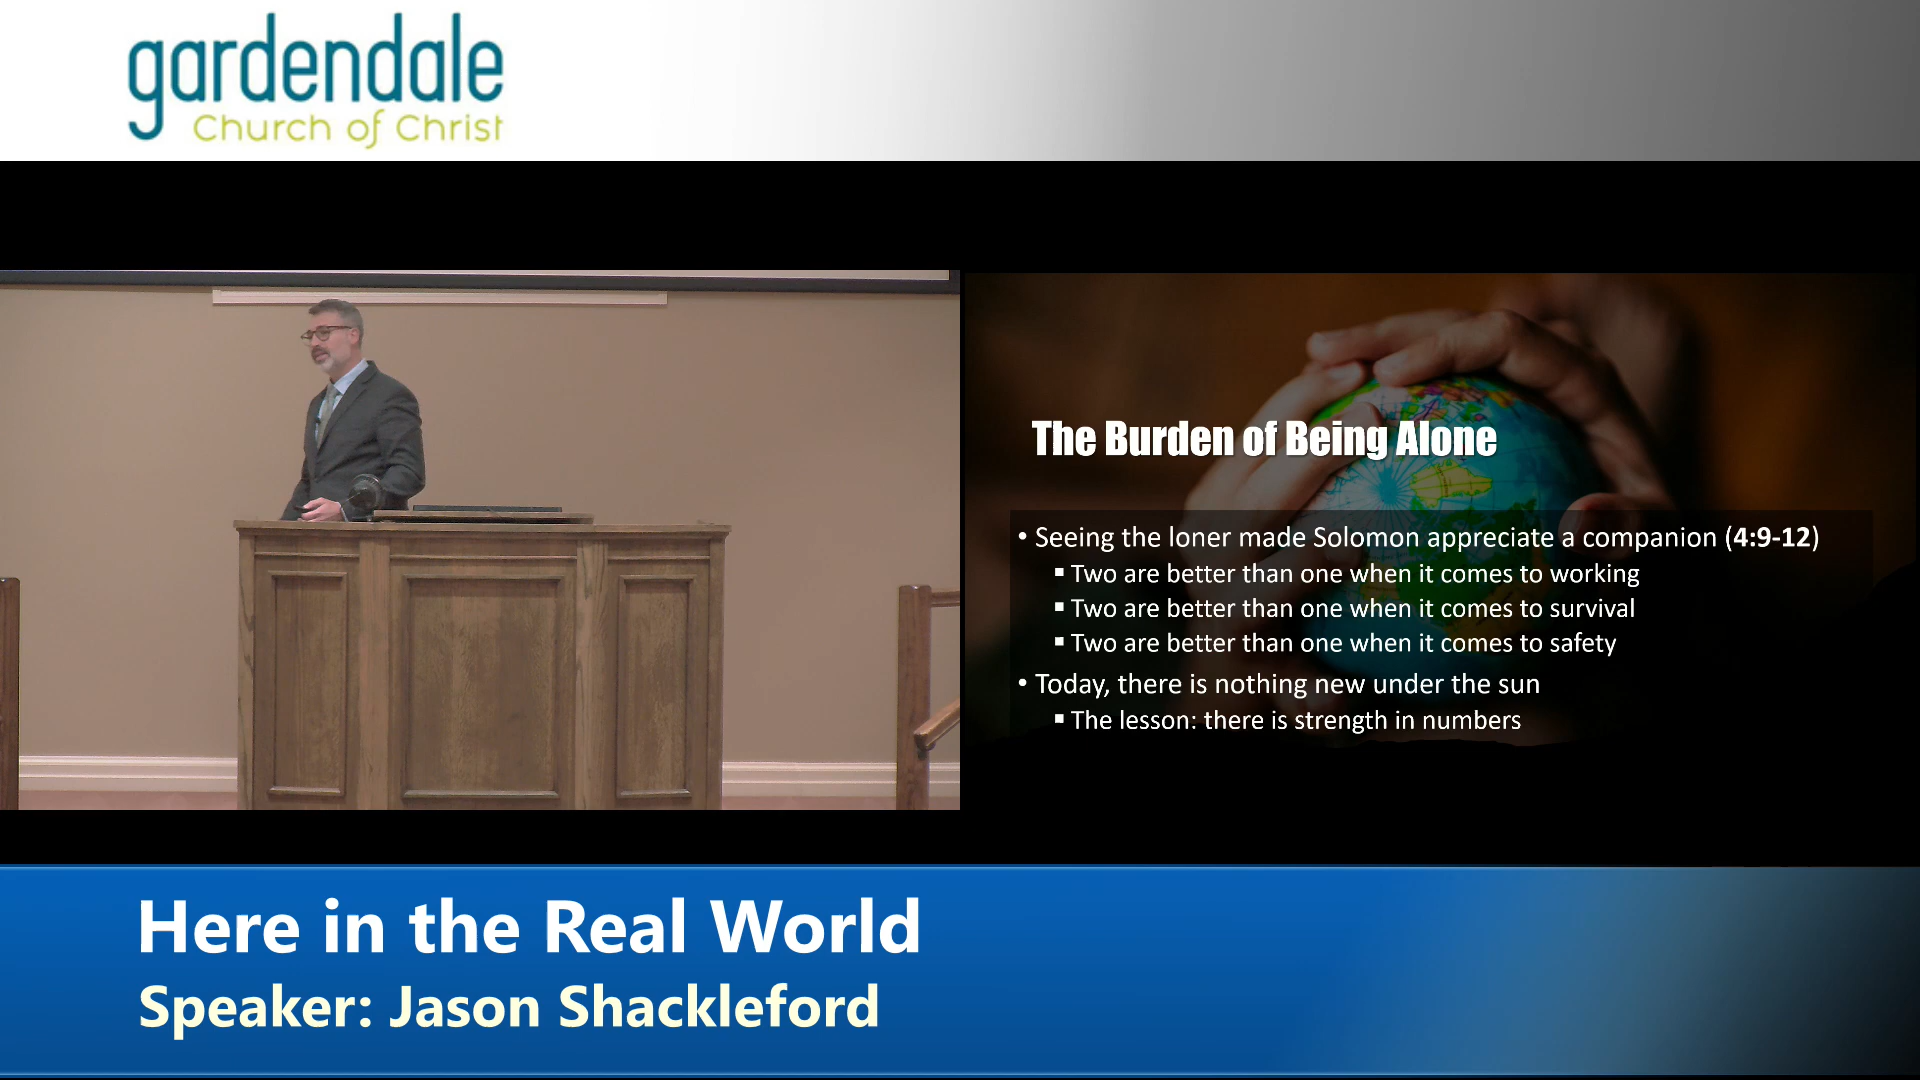 gardendale
Church of Christ
The Burden of Being Alone
• Seeing the loner made Solomon appreciate a companion (4:9-12)
▪ Two are better than one when it comes to working
▪ Two are better than one when it comes to survival
▪ Two are better than one when it comes to safety
• Today, there is nothing new under the sun
▪ The lesson: there is strength in numbers
Here in the Real World
Speaker: Jason Shackleford